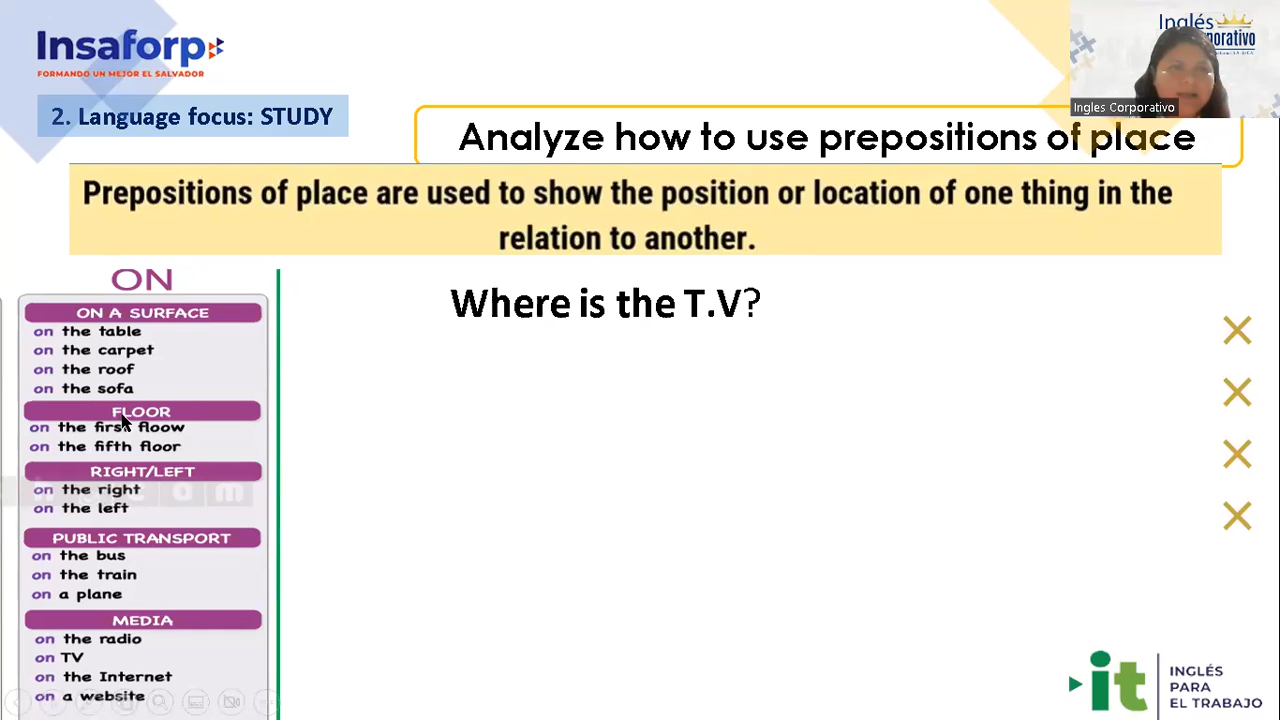 Insaforp
FORMANDO UN MEJOR EL SALVADOR
Inglés
Ingles Corporativo
2. Language focus: STUDY
Analyze how to use prepositions of place
Prepositions of place are used to show the position or location of one thing in the
relation to another.
ON
ON A SURFACE
on the table
on the carpet
on the roof
on the sofa
FLOOR
on the first floow
on the fifth floor
RIGHT/LEFT
on the right
on the left
PUBLIC TRANSPORT
on the bus
on the train
on a plane
MEDIA
on the radio
on TV
on the Internet
on a website
Where is the T.V?
it
INGLÉS
PARA
EL TRABAJO